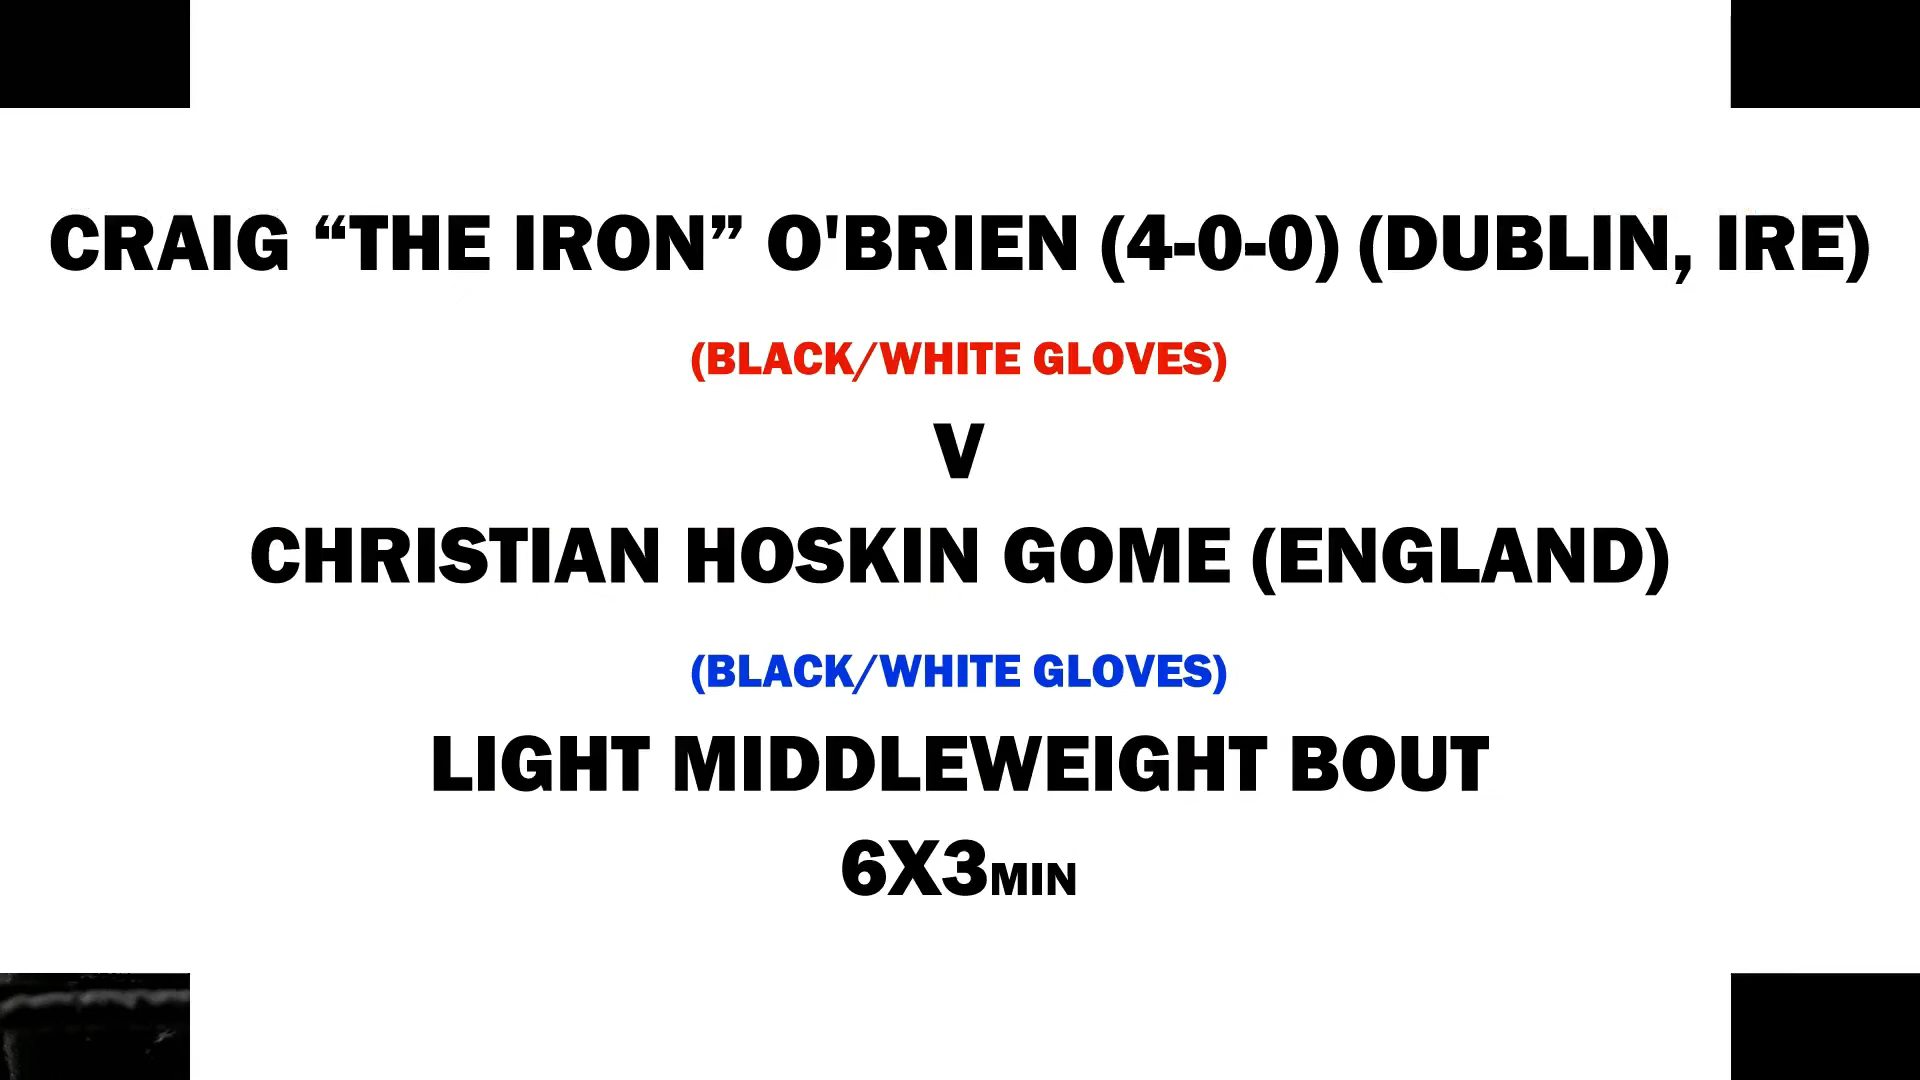 CRAIG “THE IRON” O'BRIEN (4-0-0) (DUBLIN, IRE)
(BLACK/WHITE GLOVES)
V
CHRISTIAN HOSKIN GOME (ENGLAND)
(BLACK/WHITE GLOVES)
LIGHT MIDDLEWEIGHT BOUT
6X3MIN